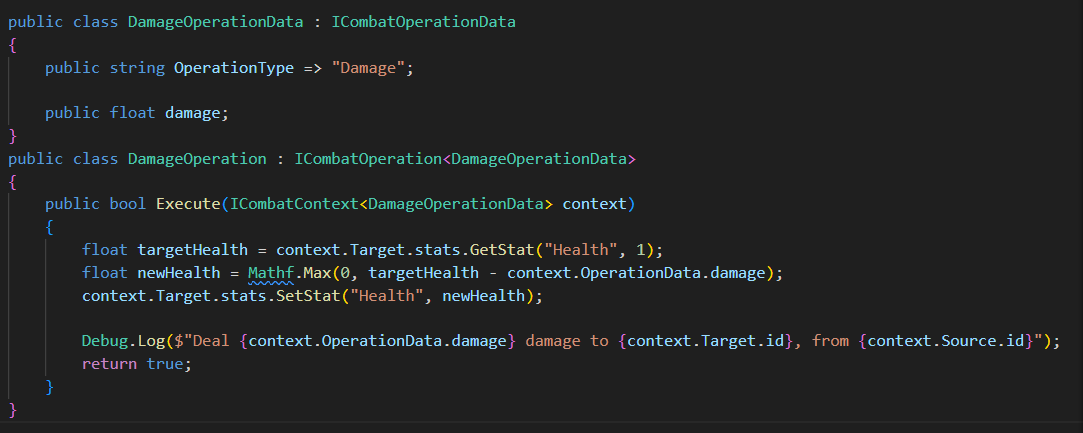 public class DamageOperationData : ICombatOperationData
{
    public string OperationType => "Damage";

    public float damage;
}
public class DamageOperation : ICombatOperation<DamageOperationData>
{
    public bool Execute(ICombatContext<DamageOperationData> context)
    {
        float targetHealth = context.Target.stats.GetStat("Health", 1);
        float newHealth = Mathf.Max(0, targetHealth - context.OperationData.damage);
        context.Target.stats.SetStat("Health", newHealth);

        Debug.Log($"Deal {context.OperationData.damage} damage to {context.Target.id}, from {context.Source.id}");
        return true;
    }
}